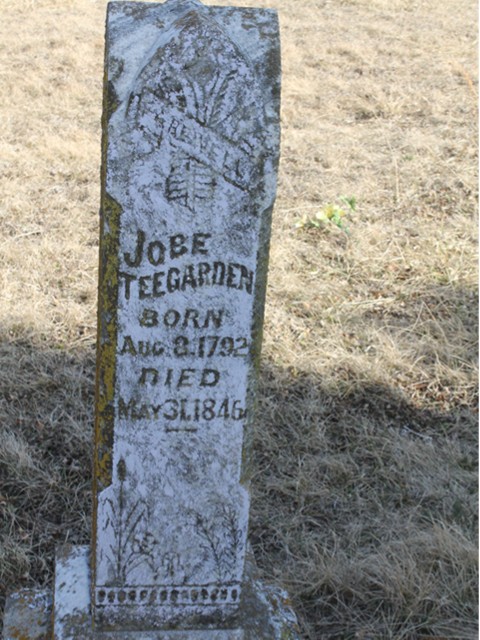 JOBE
TEEGARDEN
BORN
AUG. 8. 1792
DIED
MAY 31. 1846